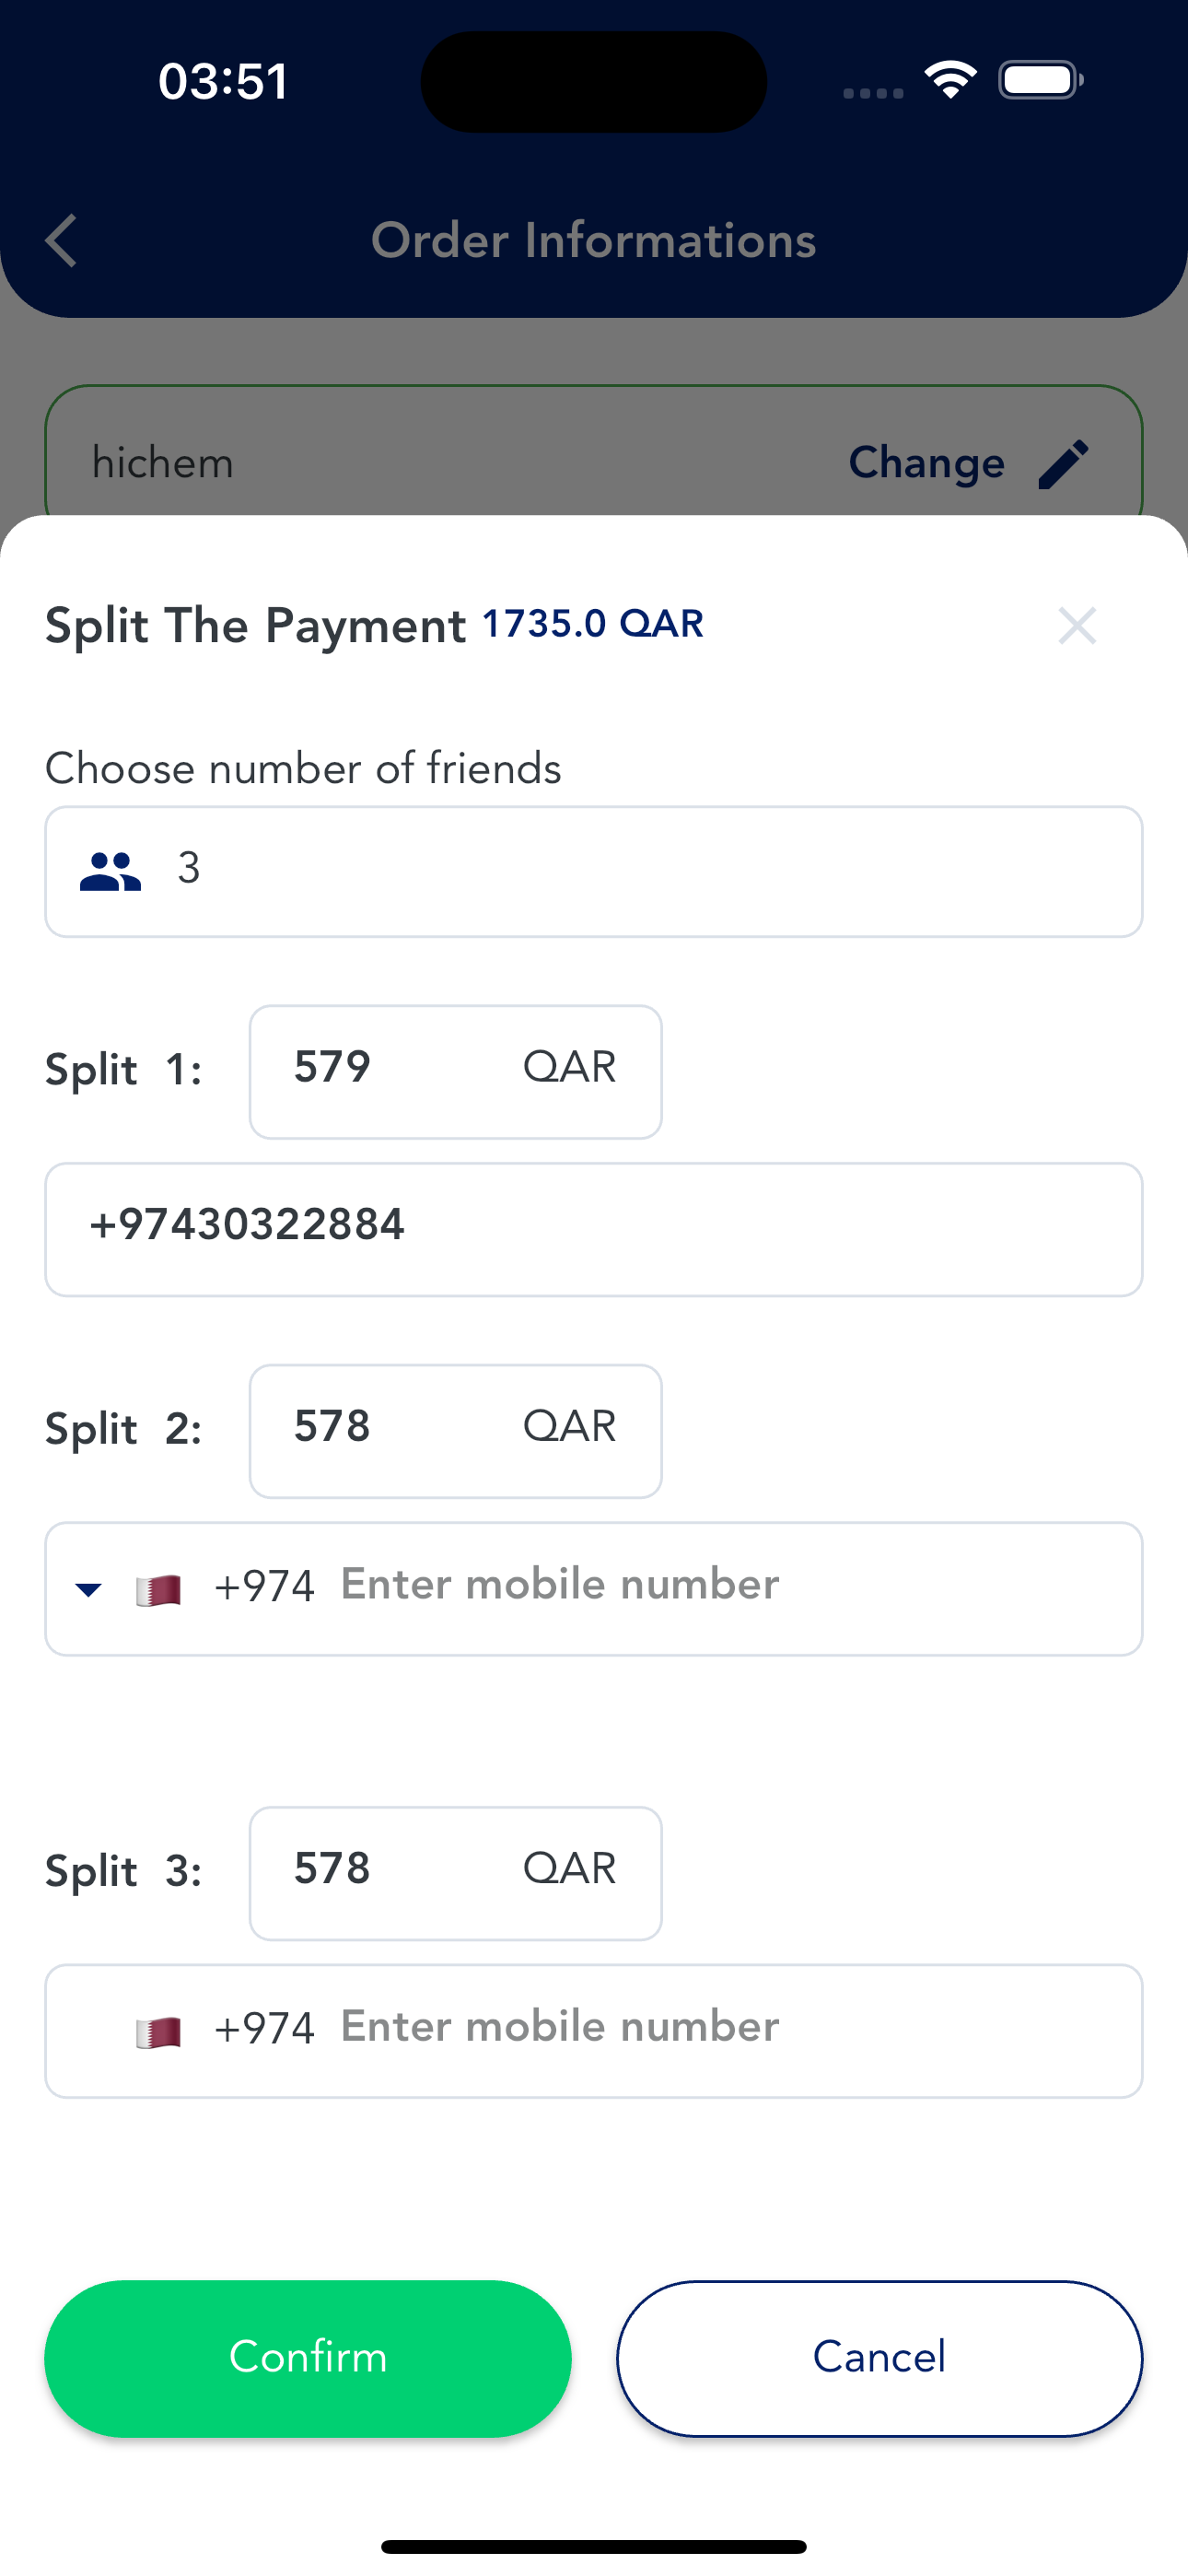 03:51
Order Informations
hichem Change
Split The Payment 1735.0 QAR
Choose number of friends
3
Split 1: 579 QAR
+97430322884
Split 2: 578 QAR
+974 Enter mobile number
Split 3: 578 QAR
+974 Enter mobile number
Confirm Cancel